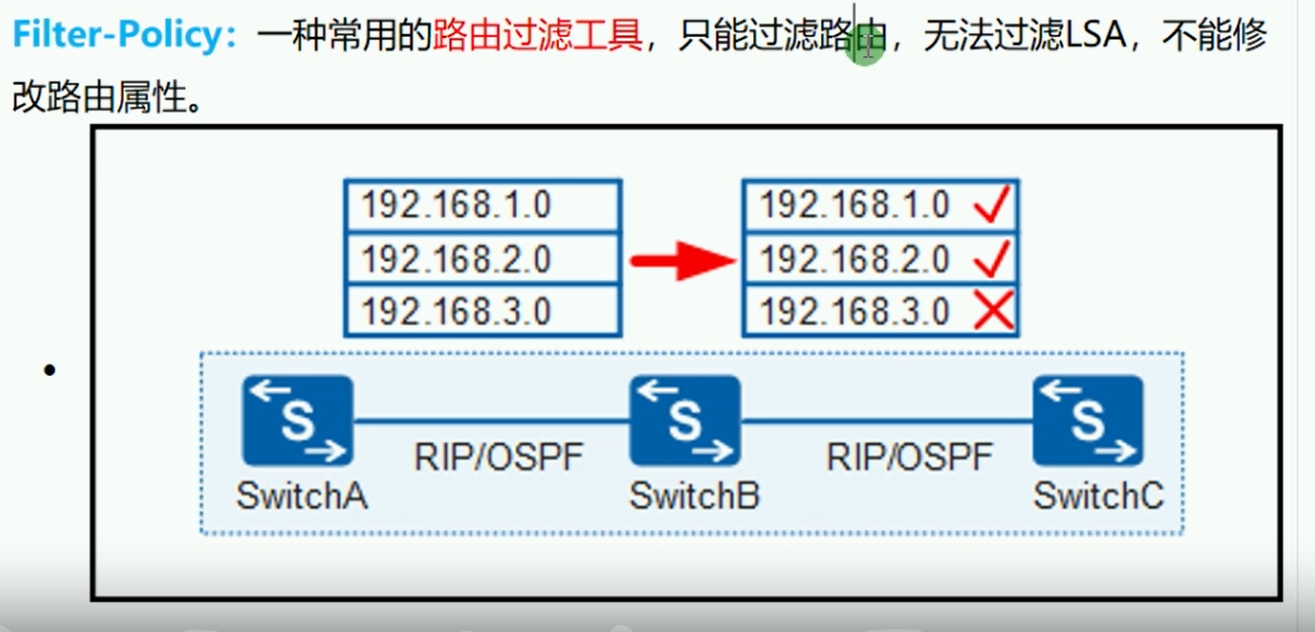 Filter-Policy：一种常用的路由过滤工具，只能过滤路由，无法过滤LSA，不能修
改路由属性。
192.168.1.0 192.168.1.0
192.168.2.0 192.168.2.0
192.168.3.0 192.168.3.0
S S S
RIP/OSPF RIP/OSPF
SwitchA SwitchB SwitchC